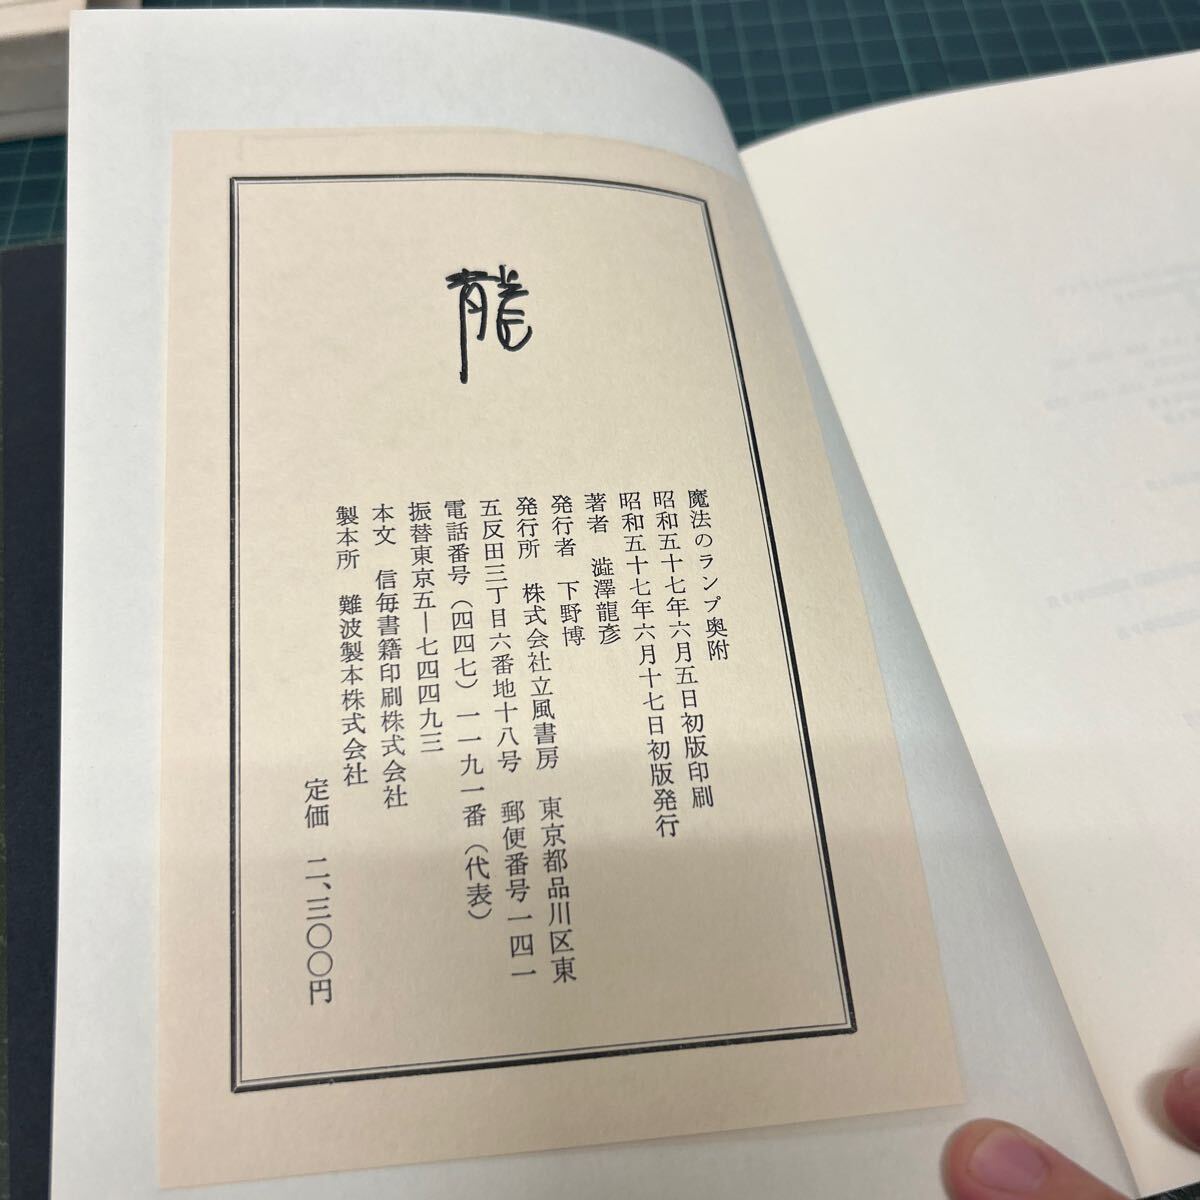 龍
魔法のランプ奥附
昭和五十七年六月五日初版印刷
昭和五十七年六月十七日初版発行
著者 澁澤龍彦
発行者 下野博
発行所 株式会社立風書房 東京都品川区東
五反田三丁目六番地十八号 郵便番号一四一
電話番号(四四七)一一九一番(代表)
振替東京五―七四四九三
本文 信毎書籍印刷株式会社
製本所 難波製本株式会社
定価 二、三〇〇円